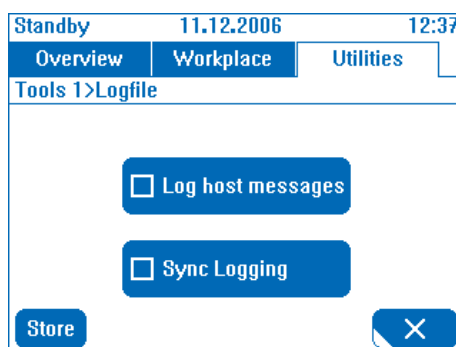 Standby 11.12.2006 12:37
Overview Workplace Utilities
Tools 1>Logfile
Log host messages
Sync Logging
Store